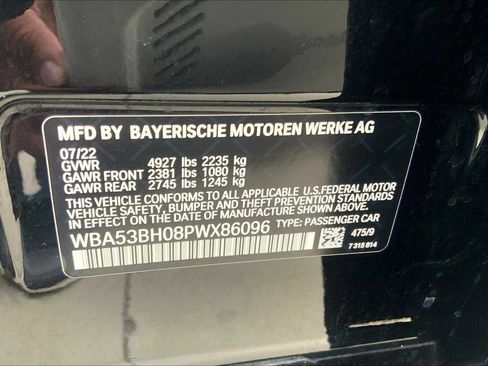 MFD BY BAYERISCHE MOTOREN WERKE AG
07/22
GVWR 4927 lbs 2235 kg
GAWR FRONT 2381 lbs 1080 kg
GAWR REAR 2745 lbs 1245 kg
THIS VEHICLE CONFORMS TO ALL APPLICABLE U.S.FEDERAL MOTOR
VEHICLE SAFETY, BUMPER, AND THEFT PREVENTION STANDARDS
IN EFFECT ON THE DATE OF MANUFACTURE SHOWN ABOVE.
WBA53BH08PWX86096 TYPE: PASSENGER CAR
475/9
7 315 814